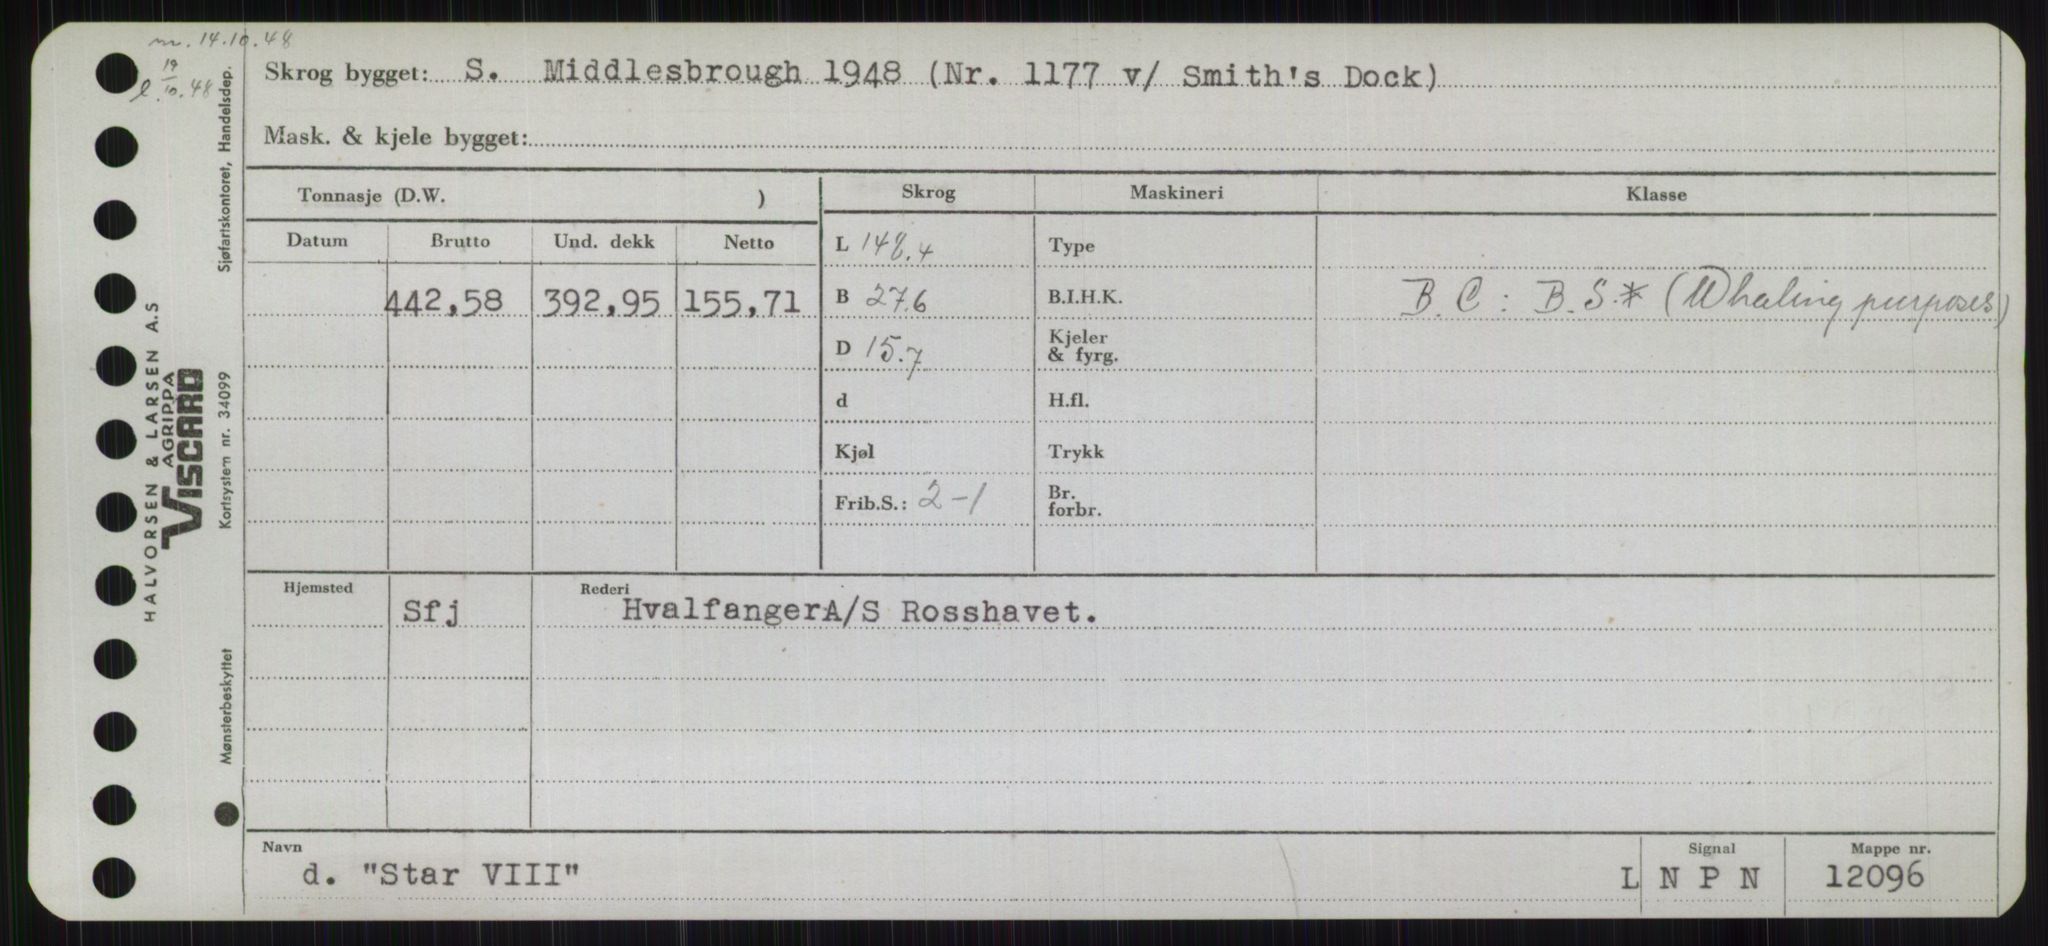 m. 14.10.48
l. 19/10.48
Skrog bygget: S. Middlesbrough 1948 (Nr. 1177 v/ Smith's Dock)
Mask. & kjele bygget:
Tonnasje (D.W. )
Skrog Maskineri Klasse
Datum Brutto Und. dekk Netto
L 148.4 Type
442,58 392,95 155,71
B 27.6 B.I.H.K. B.C: B.S.* (Whaling purposes)
D 15.7 Kjeler
& fyrg.
d H.fl.
Kjøl Trykk
Frib.S.: 2-1 Br.
forbr.
Hjemsted Sfj Rederi HvalfangerA/S Rosshavet.
Navn Signal Mappe nr.
d. "Star VIII" L N P N 12096
Sjøfartskontoret, Handelsdep.
HALVORSEN & LARSEN A.S
AGRIPPA
VISCARD
Kortsystem nr. 34099
Mønsterbeskyttet